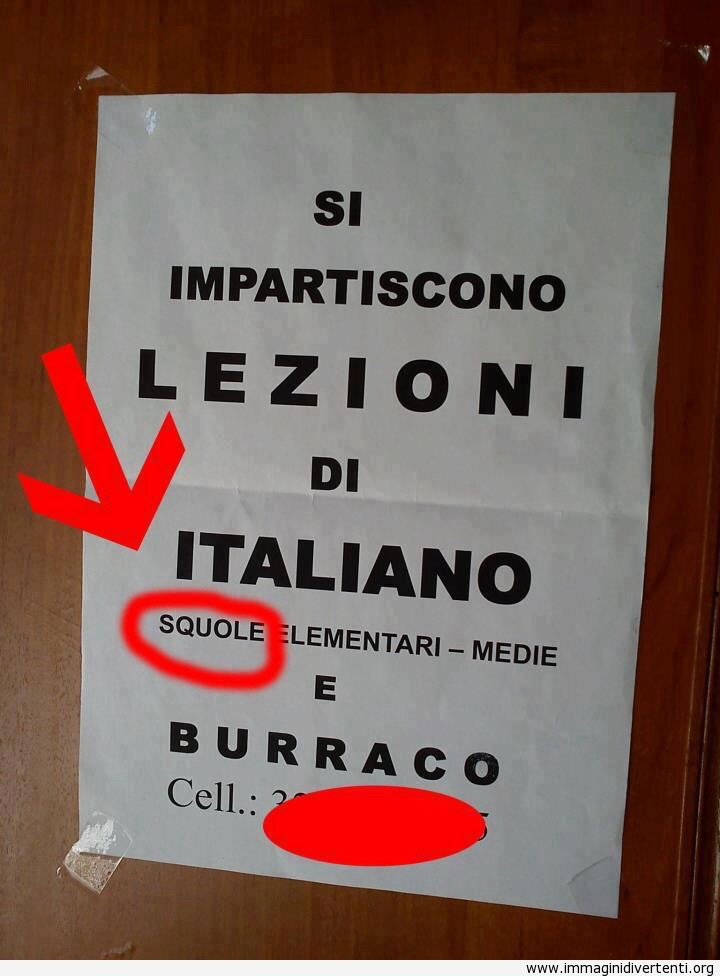 SI
IMPARTISCONO
LEZIONI
DI
ITALIANO
SQUOLE ELEMENTARI – MEDIE
E
BURRACO
Cell.:
www.immaginidivertenti.org